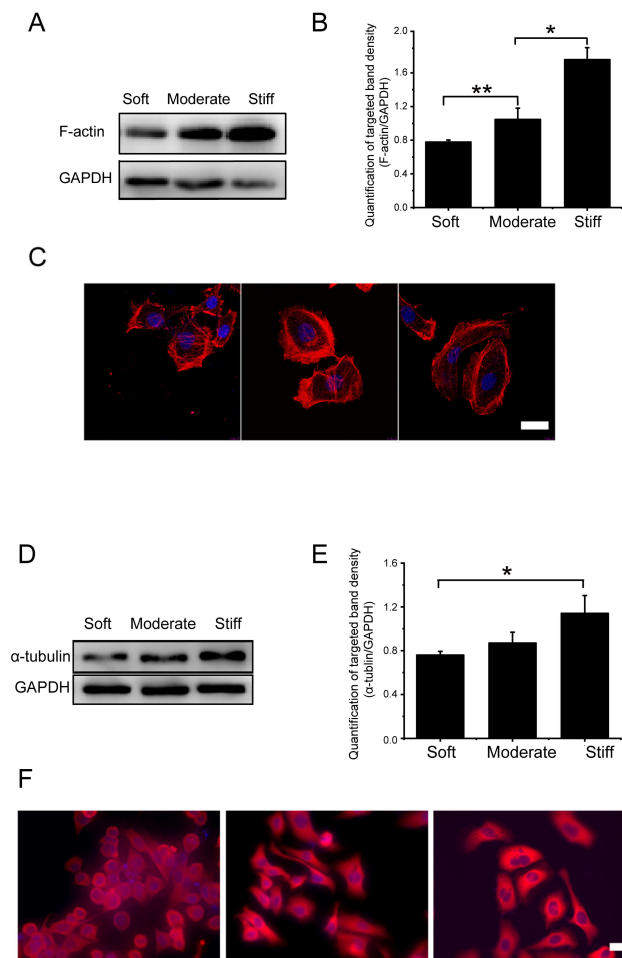 A
Soft Moderate Stiff
F-actin
GAPDH
B
Quantification of targeted band density
(F-actin/GAPDH)
2.0
1.6
1.2
0.8
0.4
0.0
**
*
Soft Moderate Stiff
C
D
Soft Moderate Stiff
α-tubulin
GAPDH
E
Quantification of targeted band density
(α-tublin/GAPDH)
1.6
1.2
0.8
0.4
0.0
*
Soft Moderate Stiff
F